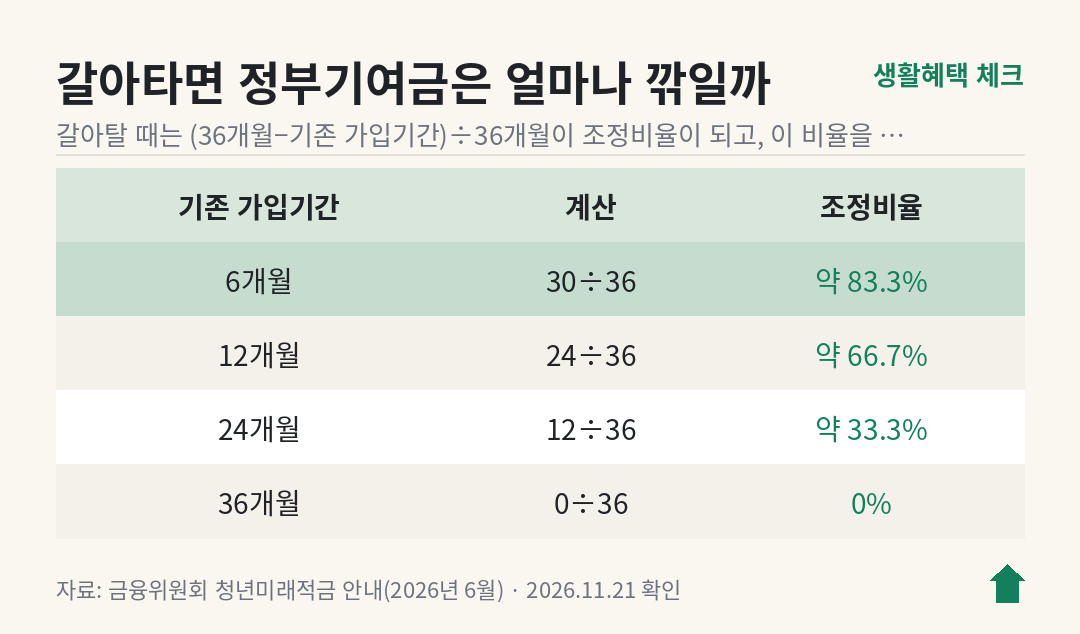 갈아타면 정부기여금은 얼마나 깎일까
생활혜택 체크
갈아탈 때는 (36개월−기존 가입기간)÷36개월이 조정비율이 되고, 이 비율을 …
기존 가입기간 계산 조정비율
6개월 30÷36 약 83.3%
12개월 24÷36 약 66.7%
24개월 12÷36 약 33.3%
36개월 0÷36 0%
자료: 금융위원회 청년미래적금 안내(2026년 6월) · 2026.11.21 확인